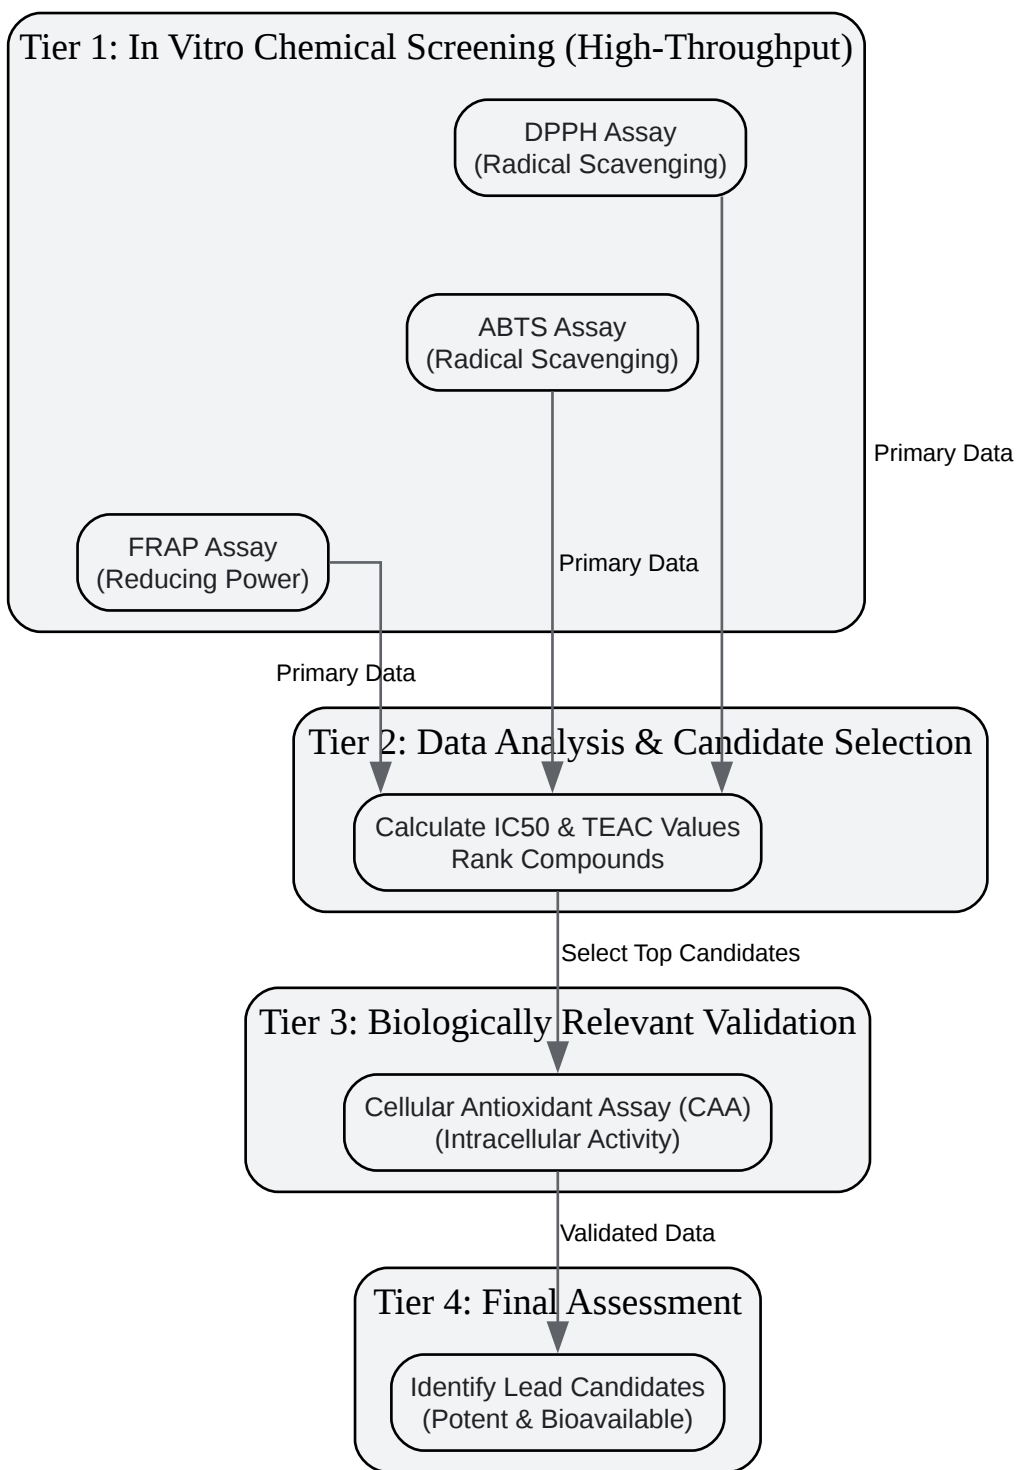 Tier 1: In Vitro Chemical Screening (High-Throughput)
DPPH Assay
(Radical Scavenging)
ABTS Assay
(Radical Scavenging)
Primary Data
FRAP Assay
(Reducing Power)
Primary Data
Primary Data
Tier 2: Data Analysis & Candidate Selection
Calculate IC50 & TEAC Values
Rank Compounds
Select Top Candidates
Tier 3: Biologically Relevant Validation
Cellular Antioxidant Assay (CAA)
(Intracellular Activity)
Validated Data
Tier 4: Final Assessment
Identify Lead Candidates
(Potent & Bioavailable)